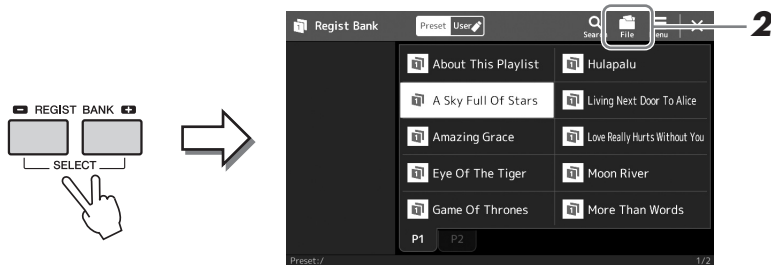 REGIST BANK
SELECT
Regist Bank
Preset User
Search File Menu
2
About This Playlist
Hulapalu
A Sky Full Of Stars
Living Next Door To Alice
Amazing Grace
Love Really Hurts Without You
Eye Of The Tiger
Moon River
Game Of Thrones
More Than Words
P1 P2
Preset:/
1/2